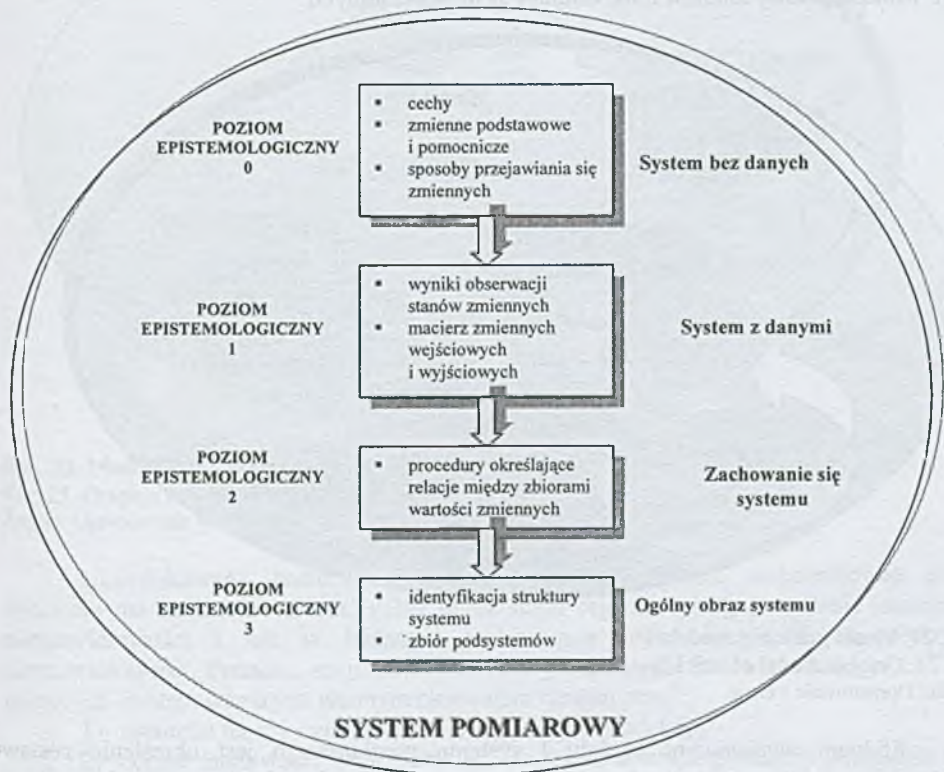 POZIOM
EPISTEMOLOGICZNY
0
▪ cechy
▪ zmienne podstawowe
i pomocnicze
▪ sposoby przejawiania się
zmiennych
System bez danych
POZIOM
EPISTEMOLOGICZNY
1
▪ wyniki obserwacji
stanów zmiennych
▪ macierz zmiennych
wejściowych
i wyjściowych
System z danymi
POZIOM
EPISTEMOLOGICZNY
2
▪ procedury określające
relacje między zbiorami
wartości zmiennych
Zachowanie się
systemu
POZIOM
EPISTEMOLOGICZNY
3
▪ identyfikacja struktury
systemu
▪ zbiór podsystemów
Ogólny obraz systemu
SYSTEM POMIAROWY